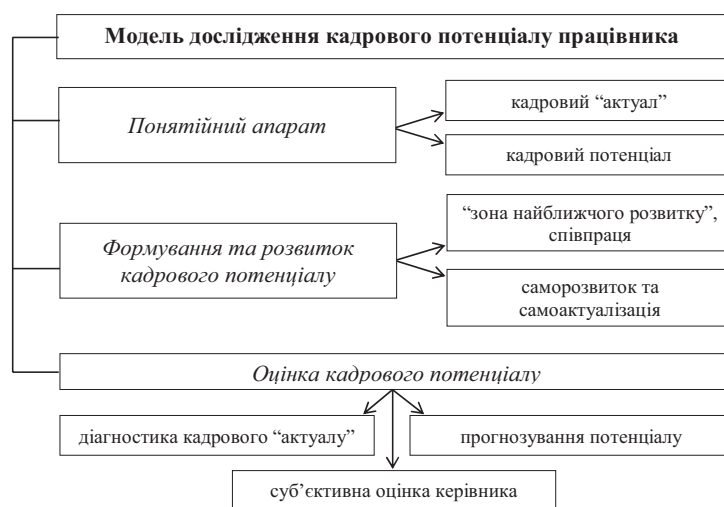 Модель дослідження кадрового потенціалу працівника
Понятійний апарат
кадровий “актуал”
кадровий потенціал
Формування та розвиток
кадрового потенціалу
“зона найближчого розвитку”,
співпраця
саморозвиток та
самоактуалізація
Оцінка кадрового потенціалу
діагностика кадрового “актуалу”
прогнозування потенціалу
суб’єктивна оцінка керівника